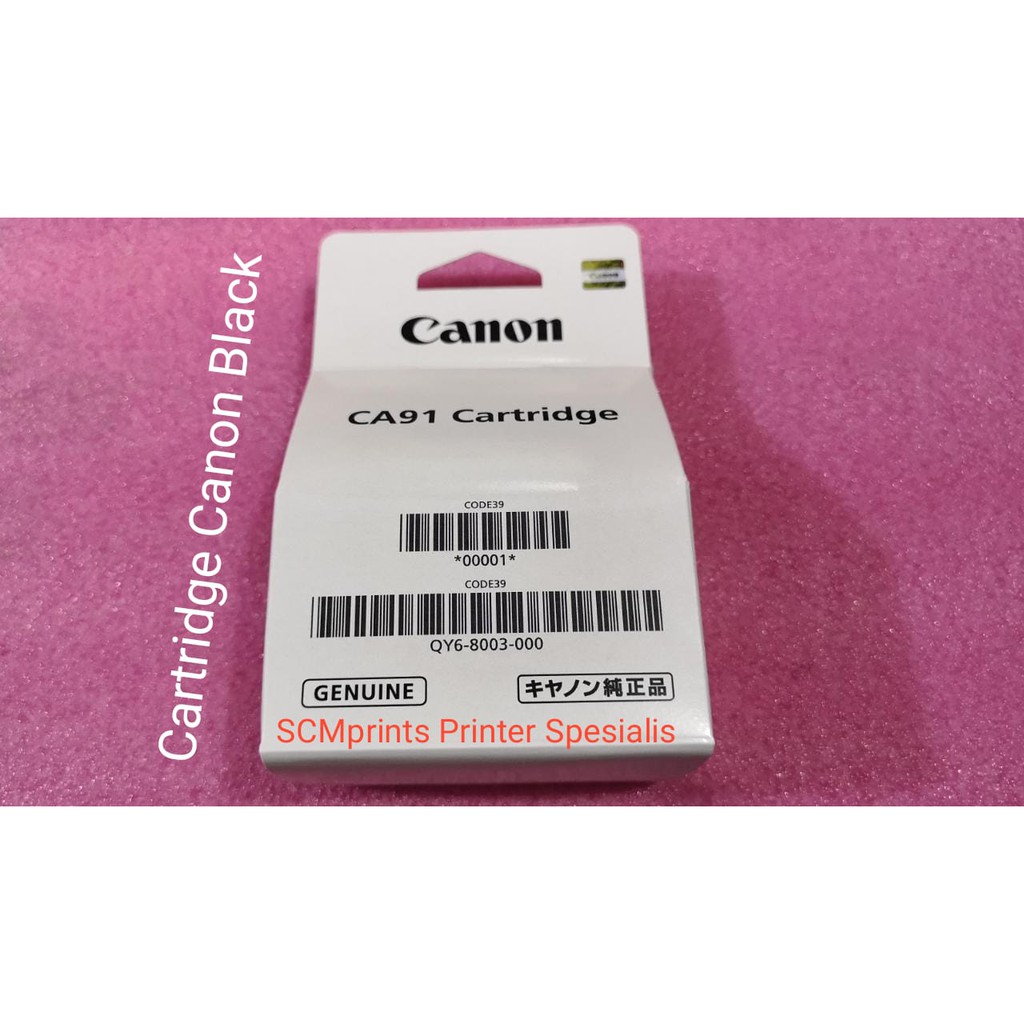 Cartridge Canon Black
Canon
CA91 Cartridge
CODE39
*00001*
CODE39
QY6-8003-000
GENUINE
キヤノン純正品
SCMprints Printer Spesialis